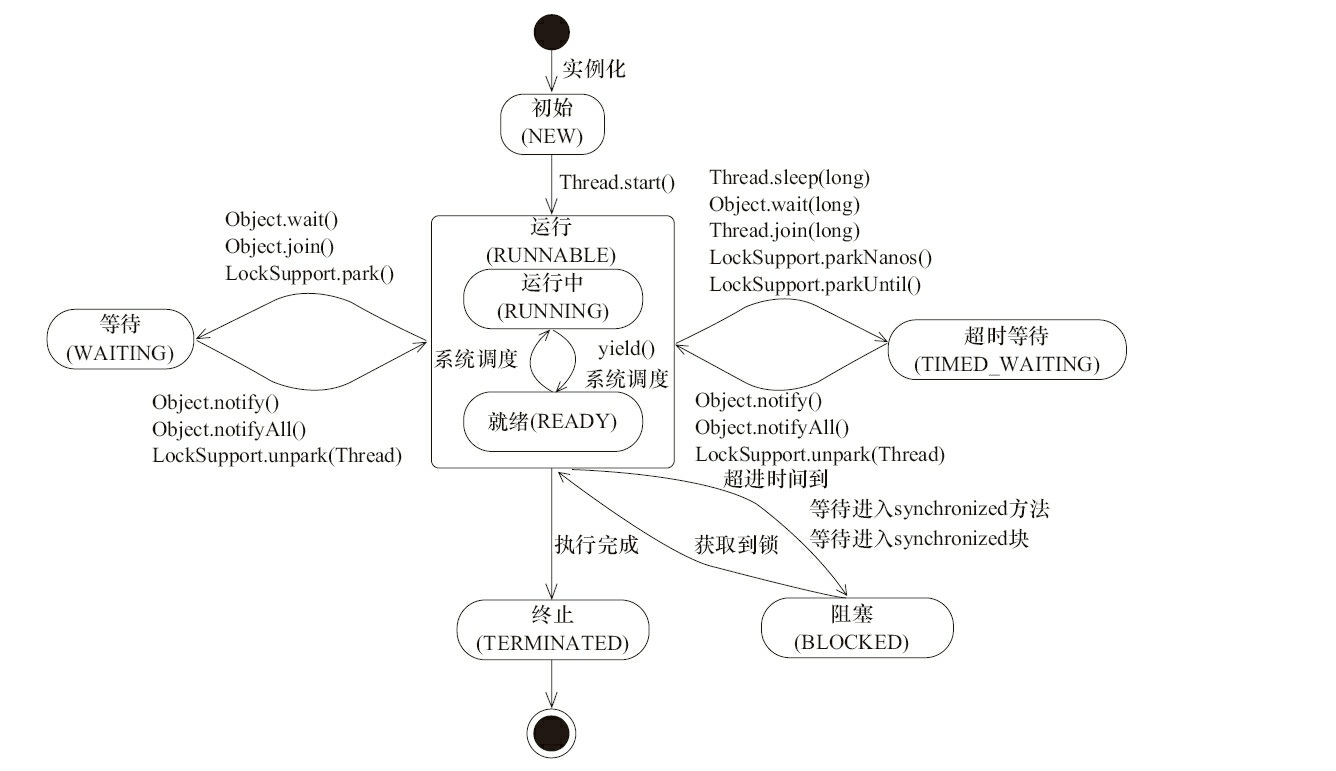 实例化
初始
(NEW)
Thread.start()
Thread.sleep(long)
Object.wait(long)
Thread.join(long)
LockSupport.parkNanos()
LockSupport.parkUntil()
Object.wait()
Object.join()
LockSupport.park()
运行
(RUNNABLE)
运行中
(RUNNING)
等待
(WAITING)
系统调度
yield()
系统调度
超时等待
(TIMED_WAITING)
就绪(READY)
Object.notify()
Object.notifyAll()
LockSupport.unpark(Thread)
Object.notify()
Object.notifyAll()
LockSupport.unpark(Thread)
超进时间到
等待进入synchronized方法
等待进入synchronized块
执行完成
获取到锁
终止
(TERMINATED)
阻塞
(BLOCKED)